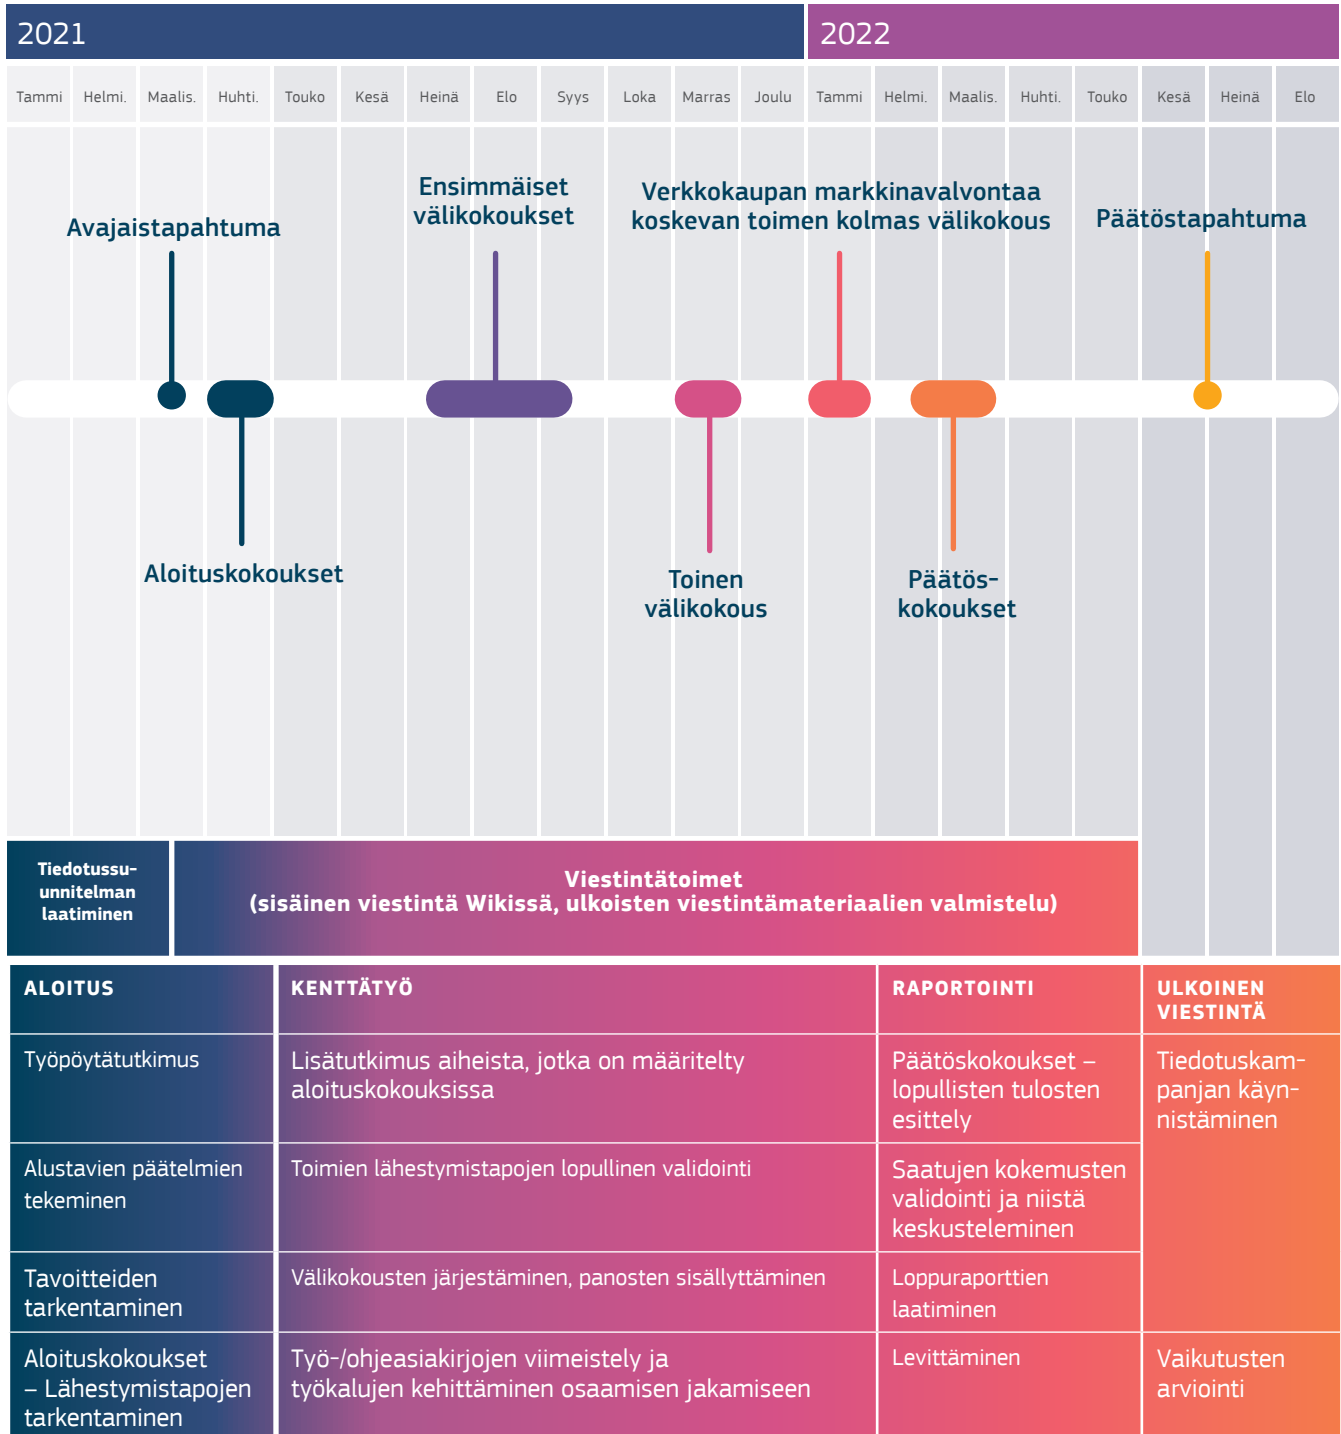 2021
2022
Tammi Helmi. Maalis. Huhti. Touko Kesä Heinä Elo Syys Loka Marras Joulu Tammi Helmi. Maalis. Huhti. Touko Kesä Heinä Elo
Avajaistapahtuma
Ensimmäiset
välikokoukset
Verkkokaupan markkinavalvontaa
koskevan toimen kolmas välikokous
Päätöstapahtuma
Aloituskokoukset
Toinen
välikokous
Päätös-
kokoukset
Tiedotussu-
unnitelman
laatiminen
Viestintätoimet
(sisäinen viestintä Wikissä, ulkoisten viestintämateriaalien valmistelu)
ALOITUS
KENTTÄTYÖ
RAPORTOINTI
ULKOINEN
VIESTINTÄ
Työpöytätutkimus
Lisätutkimus aiheista, jotka on määritelty
aloituskokouksissa
Päätöskokoukset –
lopullisten tulosten
esittely
Tiedotuskam-
panjan käyn-
nistäminen
Alustavien päätelmien
tekeminen
Toimien lähestymistapojen lopullinen validointi
Saatujen kokemusten
validointi ja niistä
keskusteleminen
Tavoitteiden
tarkentaminen
Välikokousten järjestäminen, panosten sisällyttäminen
Loppuraporttien
laatiminen
Aloituskokoukset
– Lähestymistapojen
tarkentaminen
Työ-/ohjeasiakirjojen viimeistely ja
työkalujen kehittäminen osaamisen jakamiseen
Levittäminen
Vaikutusten
arviointi